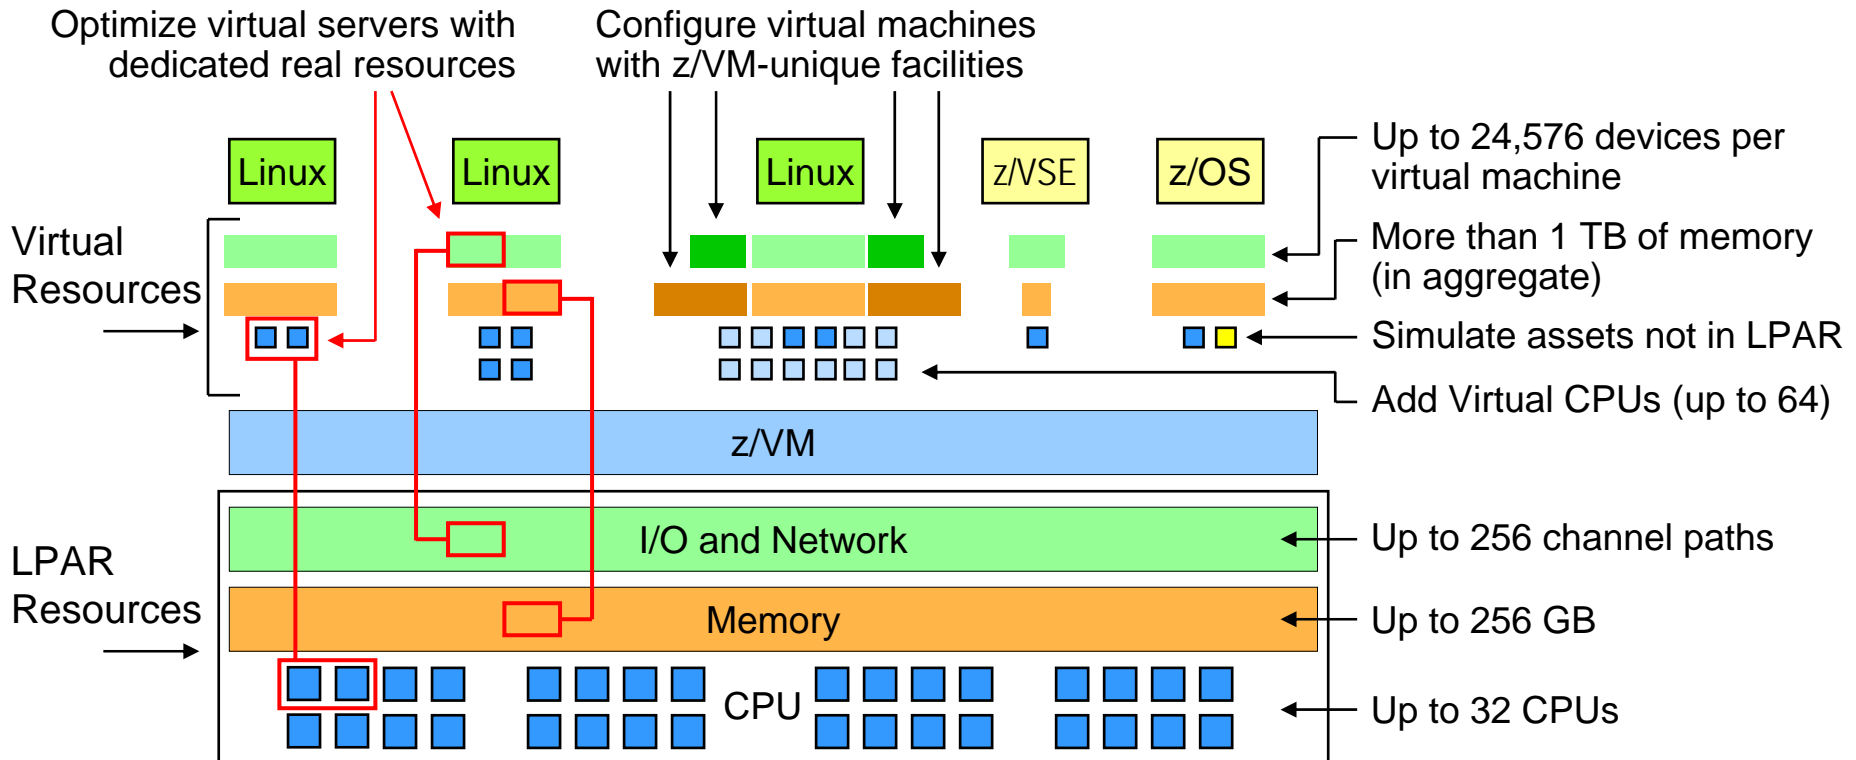 Optimize virtual servers with
dedicated real resources
Configure virtual machines
with z/VM-unique facilities
Linux
Linux
Linux
z/VSE
z/OS
Up to 24,576 devices per
virtual machine
Virtual
Resources
More than 1 TB of memory
(in aggregate)
Simulate assets not in LPAR
Add Virtual CPUs (up to 64)
z/VM
LPAR
Resources
I/O and Network
Up to 256 channel paths
Memory
Up to 256 GB
CPU
Up to 32 CPUs